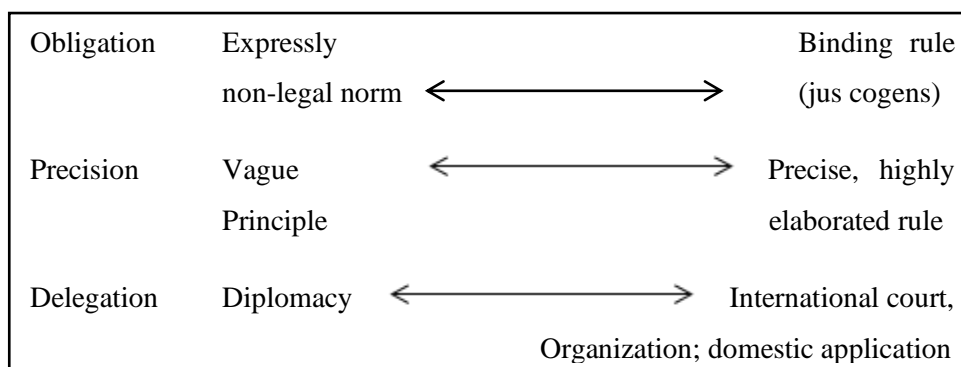 Obligation Expressly Binding rule
non-legal norm (jus cogens)
Precision Vague Precise, highly
Principle elaborated rule
Delegation Diplomacy International court,
Organization; domestic application